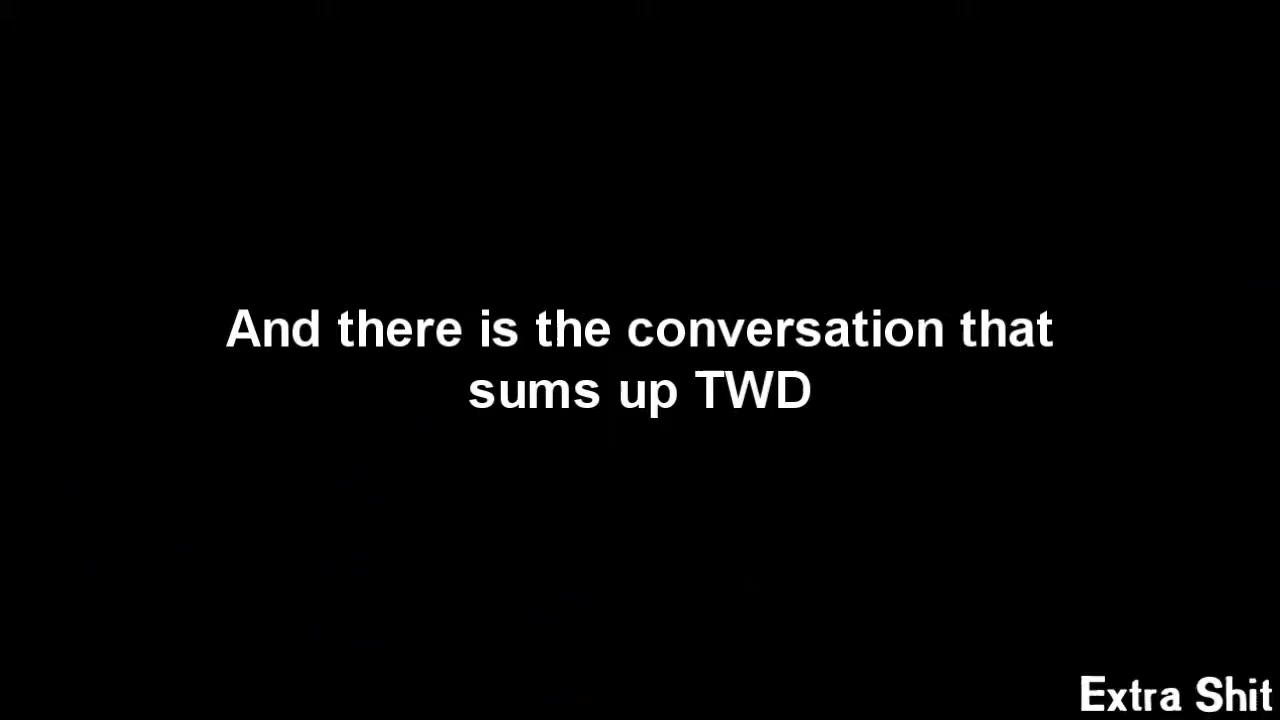 And there is the conversation that
sums up TWD
Extra Shit